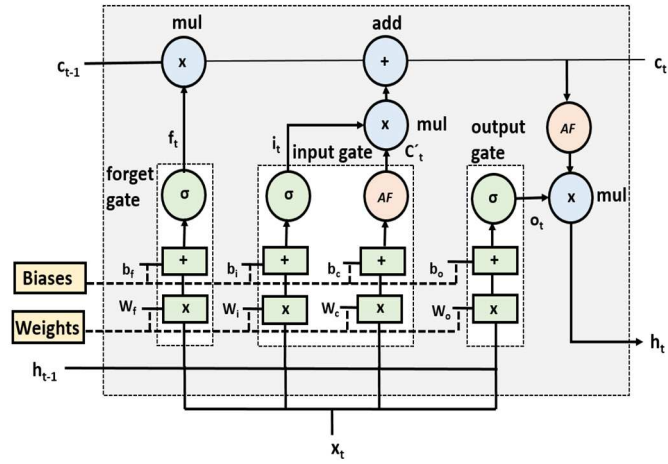 mul
add
c_{t-1}
x
+
c_t
f_t
i_t
x
mul
AF
input gate
C´_t
output
gate
forget
gate
σ
σ
AF
σ
o_t
x
mul
b_f
+
b_i
+
b_c
+
b_o
+
Biases
W_f
x
W_i
x
W_c
x
W_o
x
Weights
h_t
h_{t-1}
x_t